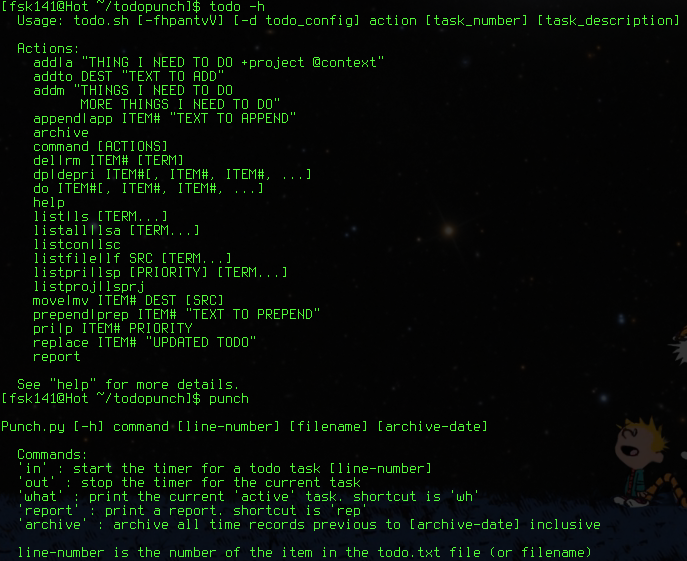 [fsk141@Hot ~/todopunch]$ todo -h
Usage: todo.sh [-fhpantvV] [-d todo_config] action [task_number] [task_description]
Actions:
add|a "THING I NEED TO DO +project @context"
addto DEST "TEXT TO ADD"
addm "THINGS I NEED TO DO
MORE THINGS I NEED TO DO"
append|app ITEM# "TEXT TO APPEND"
archive
command [ACTIONS]
del|rm ITEM# [TERM]
dp|depri ITEM#[, ITEM#, ITEM#, ...]
do ITEM#[, ITEM#, ITEM#, ...]
help
list|ls [TERM...]
listall|lsa [TERM...]
listcon|lsc
listfile|lf SRC [TERM...]
listpri|lsp [PRIORITY] [TERM...]
listproj|lsprj
move|mv ITEM# DEST [SRC]
prepend|prep ITEM# "TEXT TO PREPEND"
pri|p ITEM# PRIORITY
replace ITEM# "UPDATED TODO"
report
See "help" for more details.
[fsk141@Hot ~/todopunch]$ punch
Punch.py [-h] command [line-number] [filename] [archive-date]
Commands:
'in' : start the timer for a todo task [line-number]
'out' : stop the timer for the current task
'what' : print the current 'active' task. shortcut is 'wh'
'report' : print a report. shortcut is 'rep'
'archive' : archive all time records previous to [archive-date] inclusive
line-number is the number of the item in the todo.txt file (or filename)